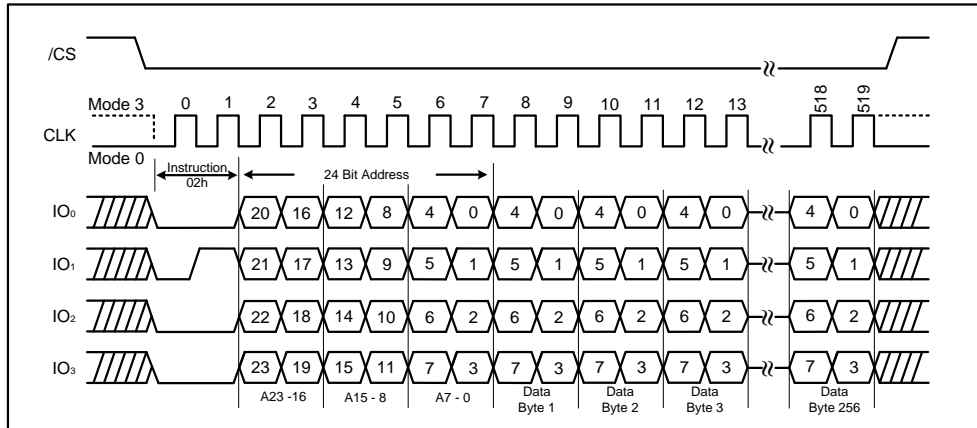 /CS
Mode 3 0 1 2 3 4 5 6 7 8 9 10 11 12 13 518 519
CLK
Mode 0
Instruction
02h
24 Bit Address
IO0 20 16 12 8 4 0 4 0 4 0 4 0 4 0
IO1 21 17 13 9 5 1 5 1 5 1 5 1 5 1
IO2 22 18 14 10 6 2 6 2 6 2 6 2 6 2
IO3 23 19 15 11 7 3 7 3 7 3 7 3 7 3
A23 -16 A15 - 8 A7 - 0 Data Data Data Data
Byte 1 Byte 2 Byte 3 Byte 256